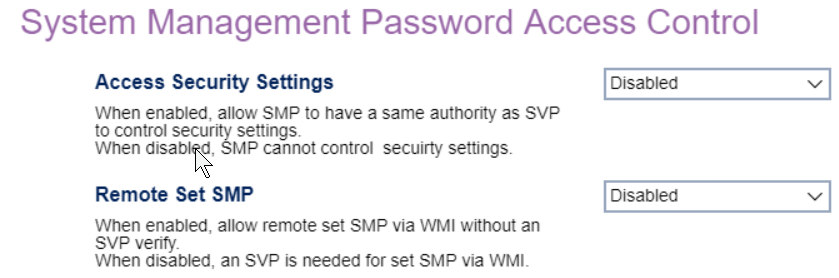 System Management Password Access Control
Access Security Settings
Disabled
When enabled, allow SMP to have a same authority as SVP
to control security settings.
When disabled, SMP cannot control  secuirty settings.
Remote Set SMP
Disabled
When enabled, allow remote set SMP via WMI without an
SVP verify.
When disabled, an SVP is needed for set SMP via WMI.